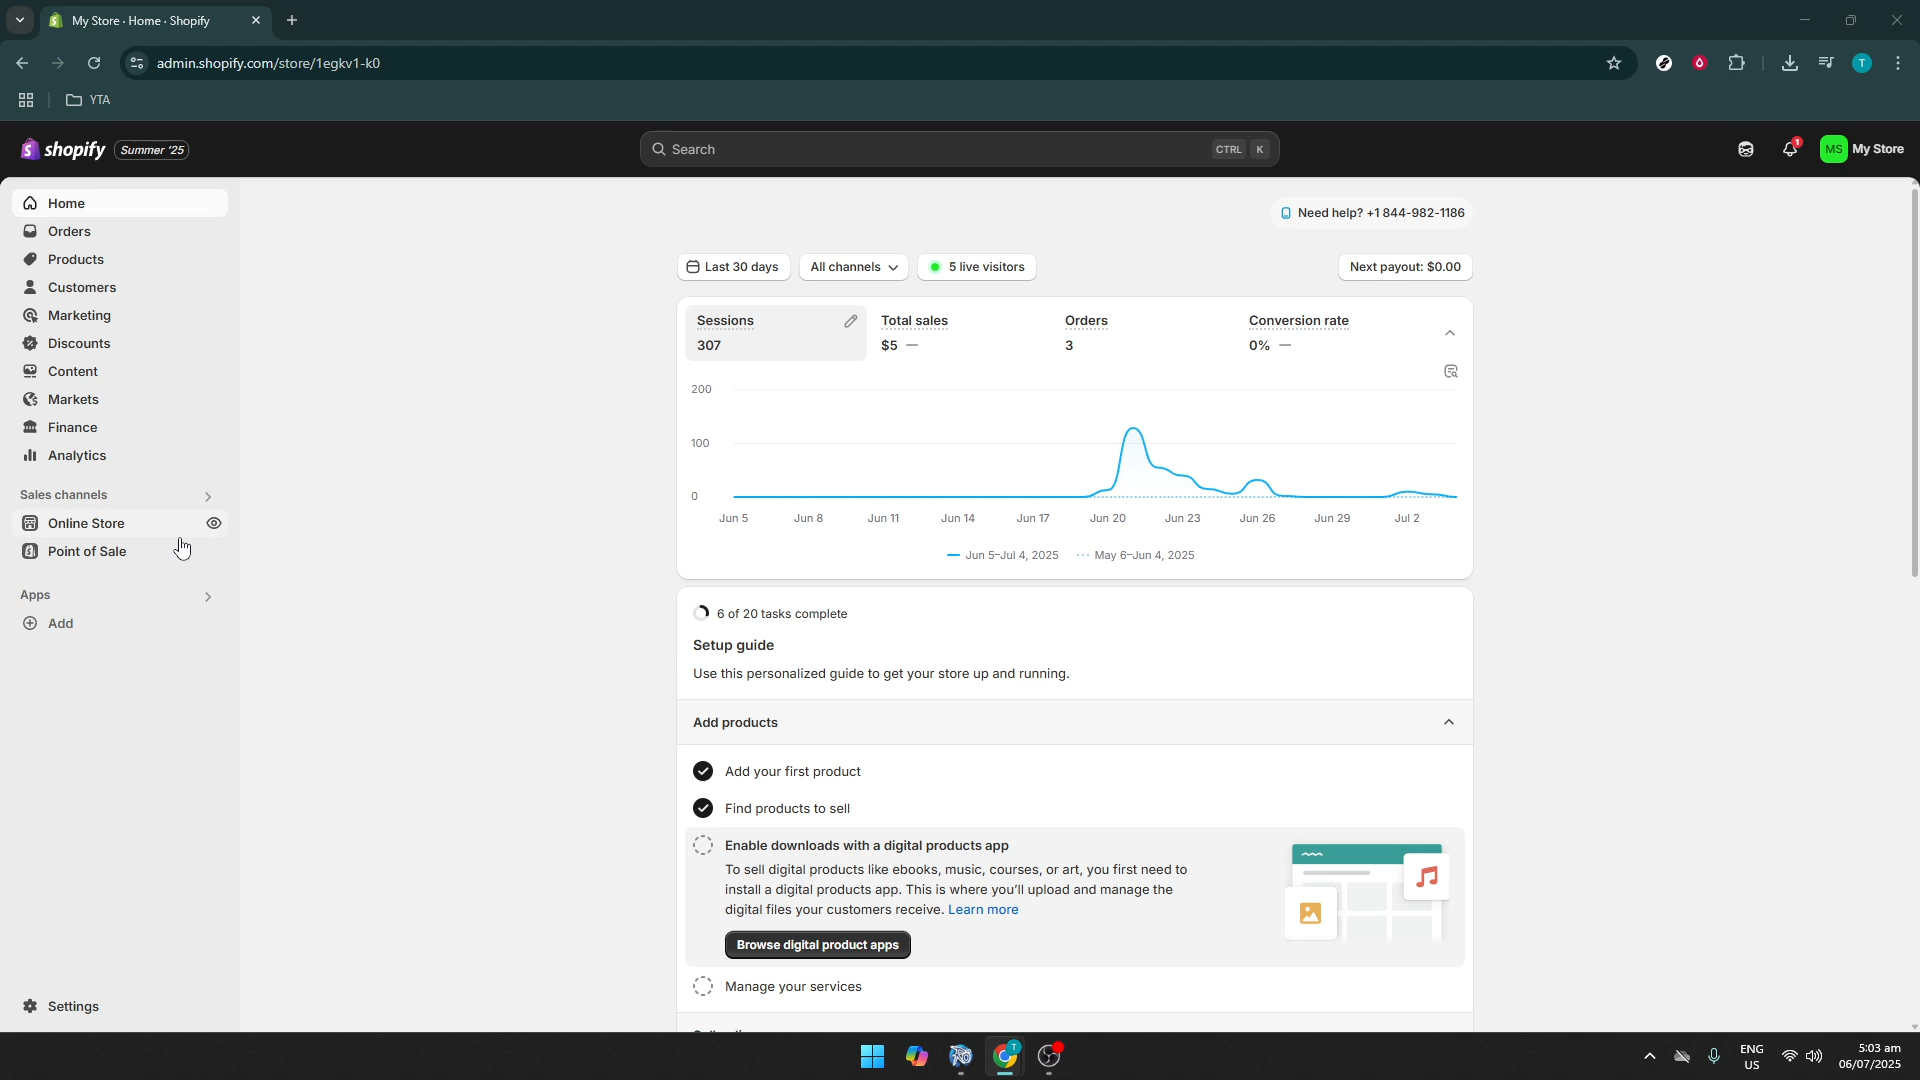 My Store · Home · Shopify
admin.shopify.com/store/1egkv1-k0
T
YTA
shopify Summer '25
Search CTRL K
1
MS My Store
Home
Orders
Products
Customers
Marketing
Discounts
Content
Markets
Finance
Analytics
Sales channels
Online Store
Point of Sale
Apps
Add
Settings
Need help? +1 844-982-1186
Last 30 days All channels 5 live visitors Next payout: $0.00
Sessions Total sales Orders Conversion rate
307 $5 — 3 0% —
200
100
0
Jun 5 Jun 8 Jun 11 Jun 14 Jun 17 Jun 20 Jun 23 Jun 26 Jun 29 Jul 2
Jun 5–Jul 4, 2025 May 6–Jun 4, 2025
6 of 20 tasks complete
Setup guide
Use this personalized guide to get your store up and running.
Add products
Add your first product
Find products to sell
Enable downloads with a digital products app
To sell digital products like ebooks, music, courses, or art, you first need to
install a digital products app. This is where you'll upload and manage the
digital files your customers receive. Learn more
Browse digital product apps
Manage your services
T
ENG
US
5:03 am
06/07/2025